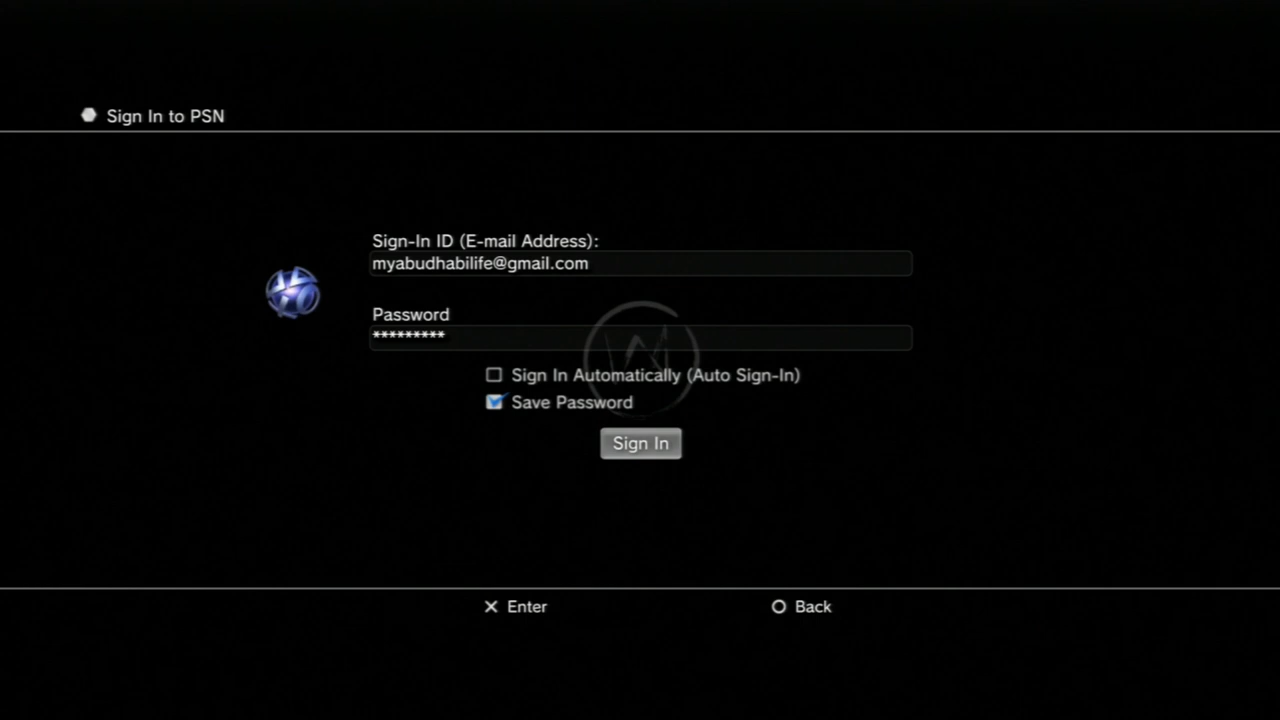 Sign In to PSN
Sign-In ID (E-mail Address):
myabudhabilife@gmail.com
Password
*********
Sign In Automatically (Auto Sign-In)
Save Password
Sign In
Enter
Back